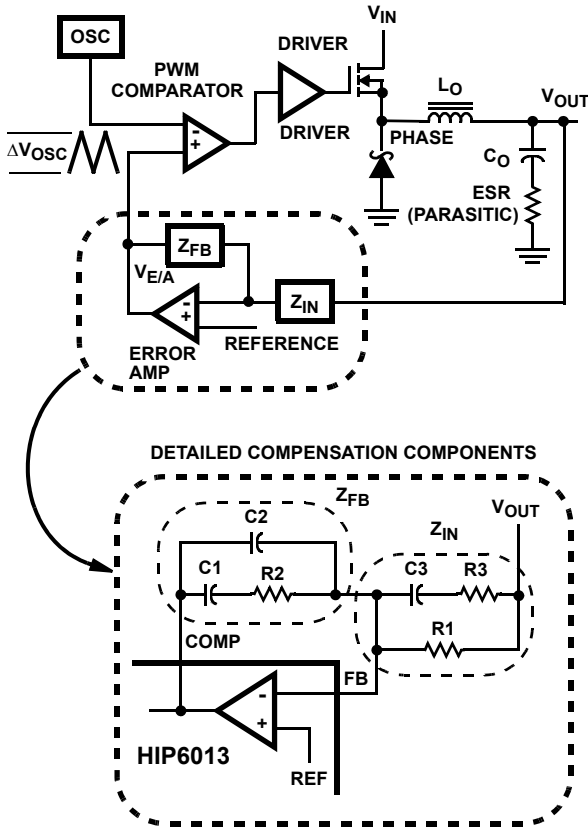 V_IN
OSC
DRIVER
PWM
COMPARATOR
L_O
V_OUT
DRIVER
PHASE
ΔV_OSC
-
+
C_O
ESR
(PARASITIC)
Z_FB
V_E/A
-
+
Z_IN
REFERENCE
ERROR
AMP
DETAILED COMPENSATION COMPONENTS
Z_FB
V_OUT
C2
Z_IN
C1
R2
C3
R3
R1
COMP
FB
-
+
HIP6013
REF